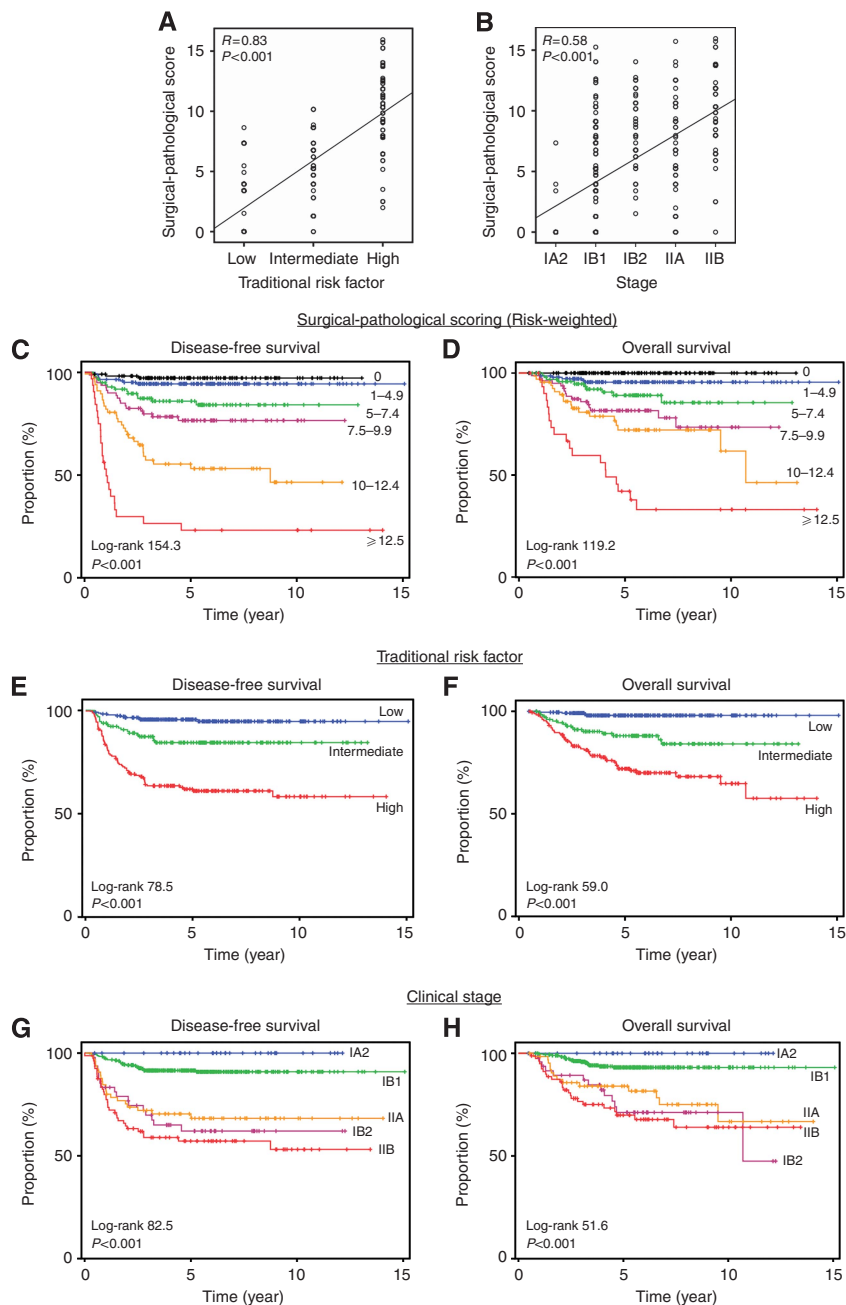 A
B
R=0.83
P<0.001
R=0.58
P<0.001
Surgical-pathological score
15
10
5
0
Low Intermediate High
Traditional risk factor
Surgical-pathological score
15
10
5
0
IA2 IB1 IB2 IIA IIB
Stage
Surgical-pathological scoring (Risk-weighted)
C
Disease-free survival
Proportion (%)
100
50
0
0
1–4.9
5–7.4
7.5–9.9
10–12.4
⩾12.5
Log-rank 154.3
P<0.001
0 5 10 15
Time (year)
D
Overall survival
Proportion (%)
100
50
0
0
1–4.9
5–7.4
7.5–9.9
10–12.4
⩾12.5
Log-rank 119.2
P<0.001
0 5 10 15
Time (year)
Traditional risk factor
E
Disease-free survival
Proportion (%)
100
50
0
Low
Intermediate
High
Log-rank 78.5
P<0.001
0 5 10 15
Time (year)
F
Overall survival
Proportion (%)
100
50
0
Low
Intermediate
High
Log-rank 59.0
P<0.001
0 5 10 15
Time (year)
Clinical stage
G
Disease-free survival
Proportion (%)
100
50
0
IA2
IB1
IIA
IB2
IIB
Log-rank 82.5
P<0.001
0 5 10 15
Time (year)
H
Overall survival
Proportion (%)
100
50
0
IA2
IB1
IIA
IIB
IB2
Log-rank 51.6
P<0.001
0 5 10 15
Time (year)